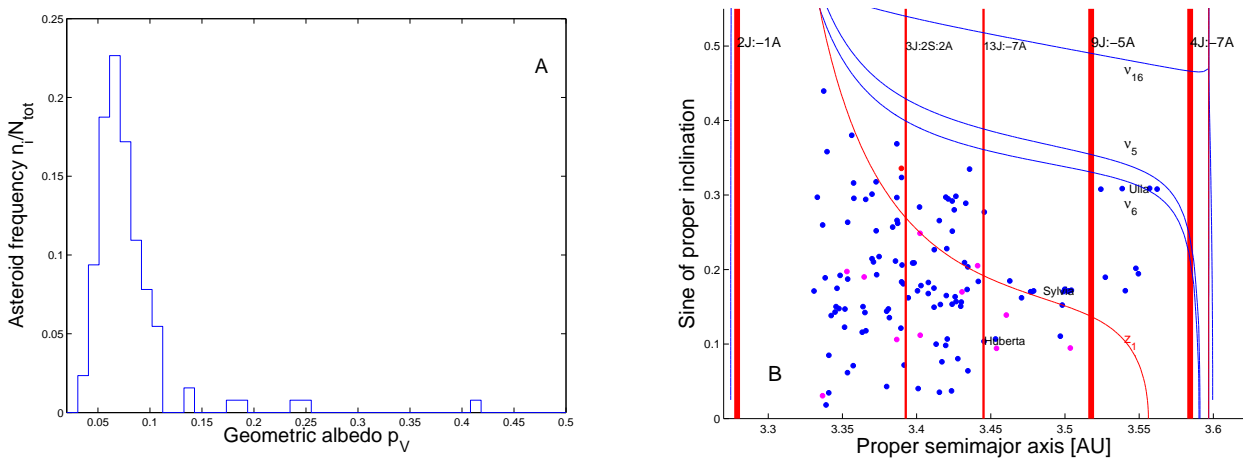 0.25
0.2
0.15
0.1
0.05
0
0.05 0.1 0.15 0.2 0.25 0.3 0.35 0.4 0.45 0.5
Geometric albedo p_V
Asteroid frequency n_i/N_tot
A
0.5
0.4
0.3
0.2
0.1
0
3.3 3.35 3.4 3.45 3.5 3.55 3.6
Proper semimajor axis [AU]
Sine of proper inclination
2J:−1A
3J:2S:2A
13J:−7A
9J:−5A
4J:−7A
ν_16
ν_5
Ulla
ν_6
Sylvia
Huberta
z_1
B